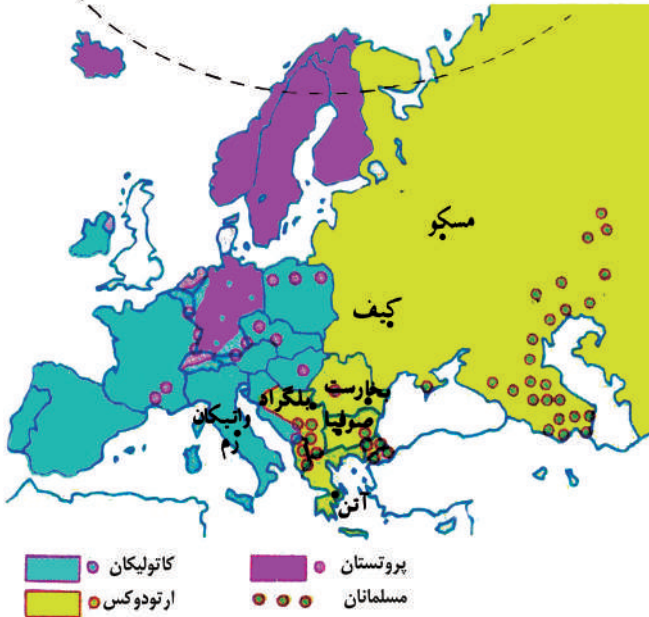 مسکو
کیف
بخارست
بلگراد
صوفیا
واتیکان
رم
آتن
کاتولیکان
پروتستان
ارتودوکس
مسلمانان